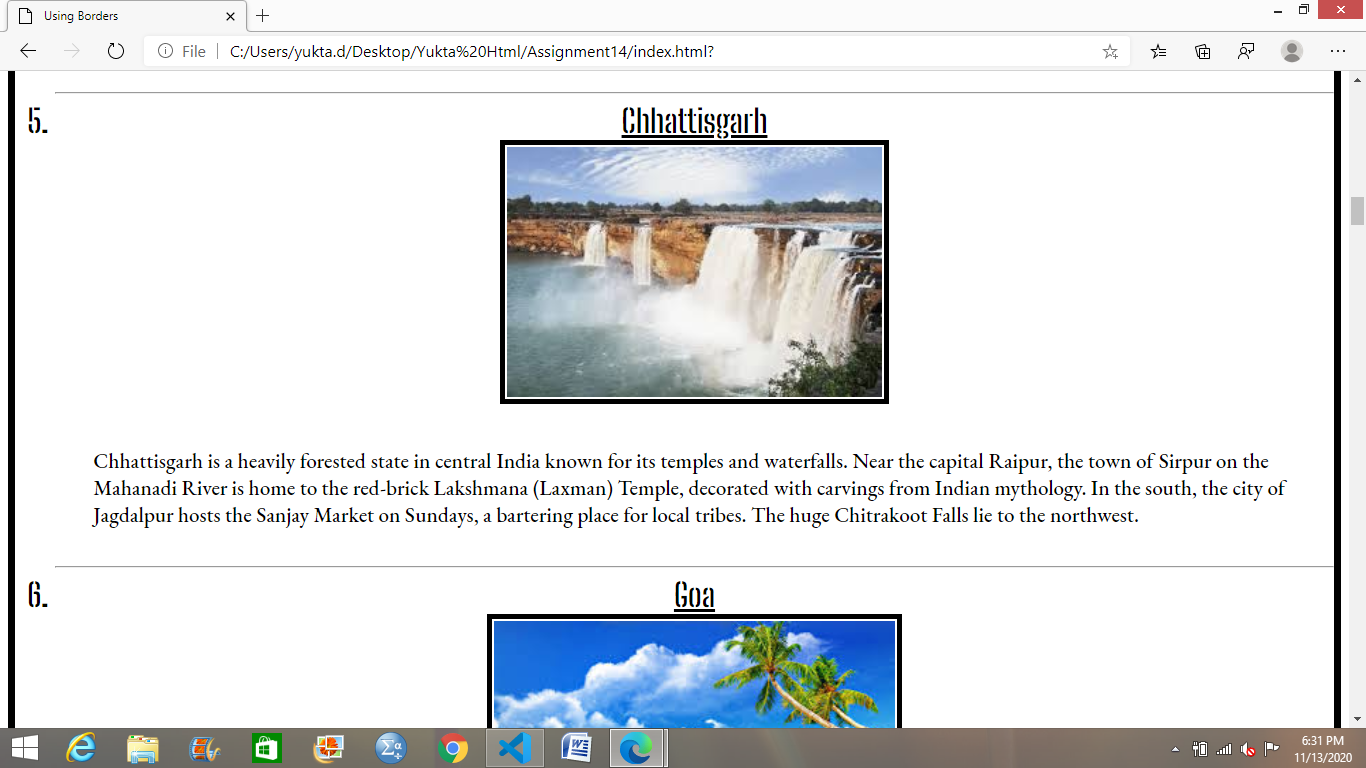 Using Borders
File
C:/Users/yukta.d/Desktop/Yukta%20Html/Assignment14/index.html?
5.
Chhattisgarh
Chhattisgarh is a heavily forested state in central India known for its temples and waterfalls. Near the capital Raipur, the town of Sirpur on the
Mahanadi River is home to the red-brick Lakshmana (Laxman) Temple, decorated with carvings from Indian mythology. In the south, the city of
Jagdalpur hosts the Sanjay Market on Sundays, a bartering place for local tribes. The huge Chitrakoot Falls lie to the northwest.
6.
Goa
6:31 PM
11/13/2020